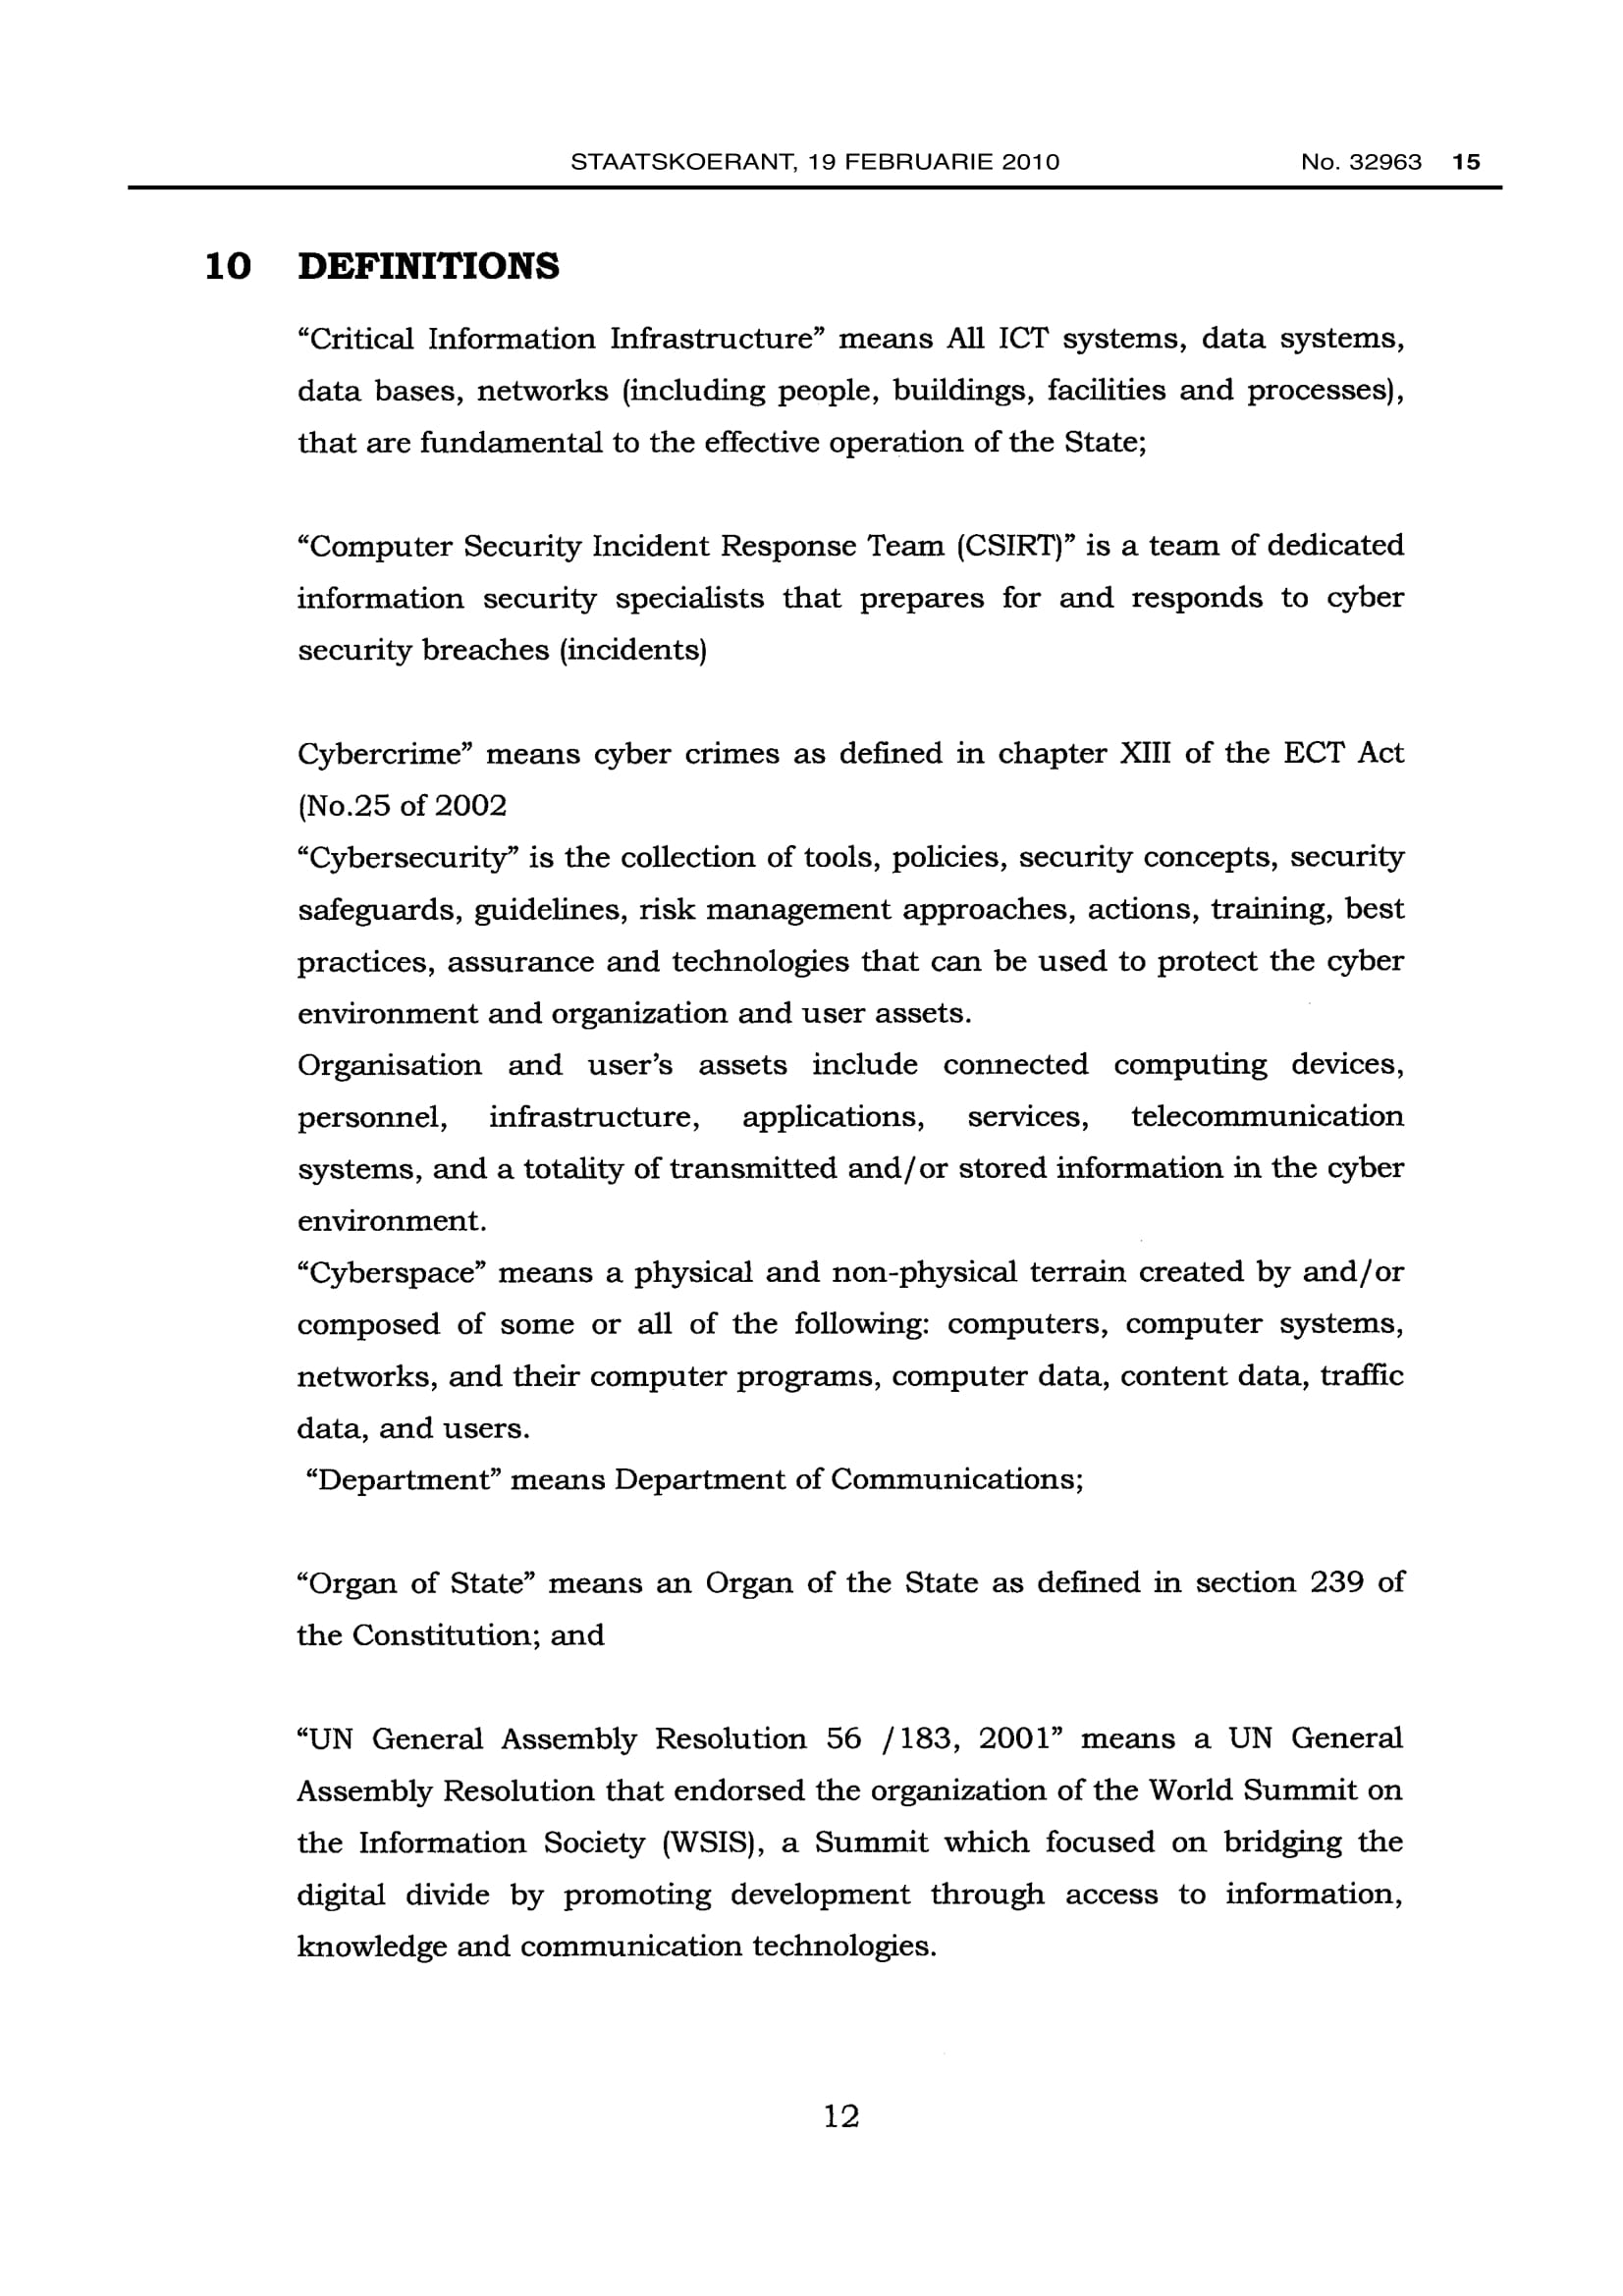 STAATSKOERANT, 19 FEBRUARIE 2010 No. 32963 15
10 DEFINITIONS
“Critical Information Infrastructure” means All ICT systems, data systems,
data bases, networks (including people, buildings, facilities and processes),
that are fundamental to the effective operation of the State;
“Computer Security Incident Response Team (CSIRT)” is a team of dedicated
information security specialists that prepares for and responds to cyber
security breaches (incidents)
Cybercrime” means cyber crimes as defined in chapter XIII of the ECT Act
(No.25 of 2002
“Cybersecurity” is the collection of tools, policies, security concepts, security
safeguards, guidelines, risk management approaches, actions, training, best
practices, assurance and technologies that can be used to protect the cyber
environment and organization and user assets.
Organisation and user’s assets include connected computing devices,
personnel, infrastructure, applications, services, telecommunication
systems, and a totality of transmitted and/or stored information in the cyber
environment.
“Cyberspace” means a physical and non-physical terrain created by and/or
composed of some or all of the following: computers, computer systems,
networks, and their computer programs, computer data, content data, traffic
data, and users.
“Department” means Department of Communications;
“Organ of State” means an Organ of the State as defined in section 239 of
the Constitution; and
“UN General Assembly Resolution 56 /183, 2001” means a UN General
Assembly Resolution that endorsed the organization of the World Summit on
the Information Society (WSIS), a Summit which focused on bridging the
digital divide by promoting development through access to information,
knowledge and communication technologies.
12